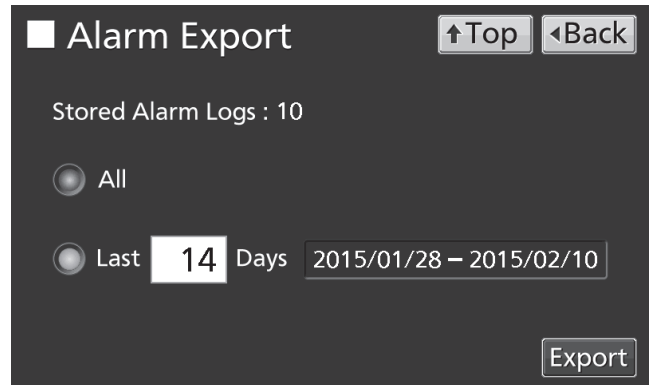 Alarm Export ↑Top ◂Back
Stored Alarm Logs : 10
All
Last 14 Days 2015/01/28 – 2015/02/10
Export